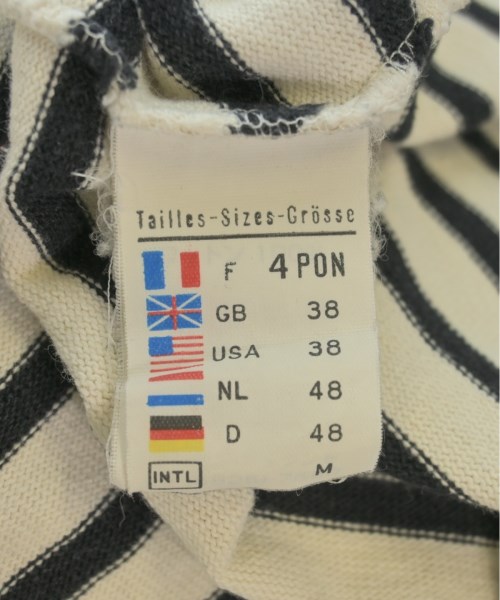 Tailles-Sizes-Grösse
F 4 PON
GB 38
USA 38
NL 48
D 48
INTL M